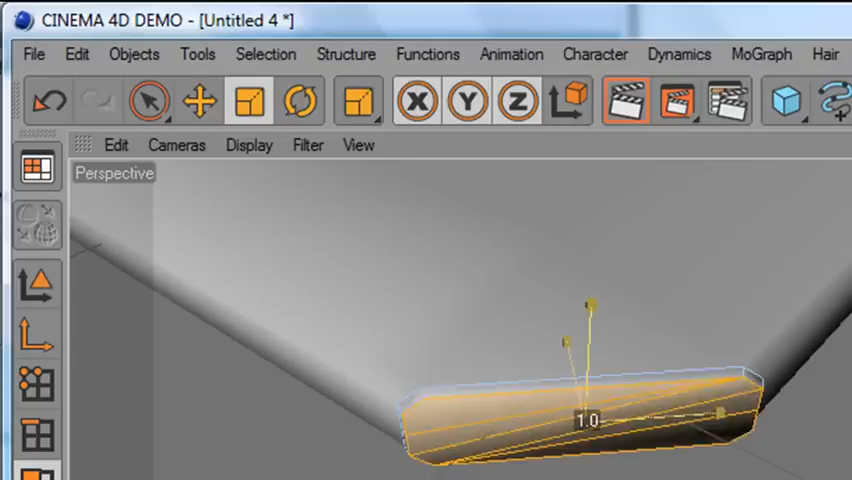 CINEMA 4D DEMO - [Untitled 4 *]
File Edit Objects Tools Selection Structure Functions Animation Character Dynamics MoGraph Hair
X Y Z
Edit Cameras Display Filter View
Perspective
1.0